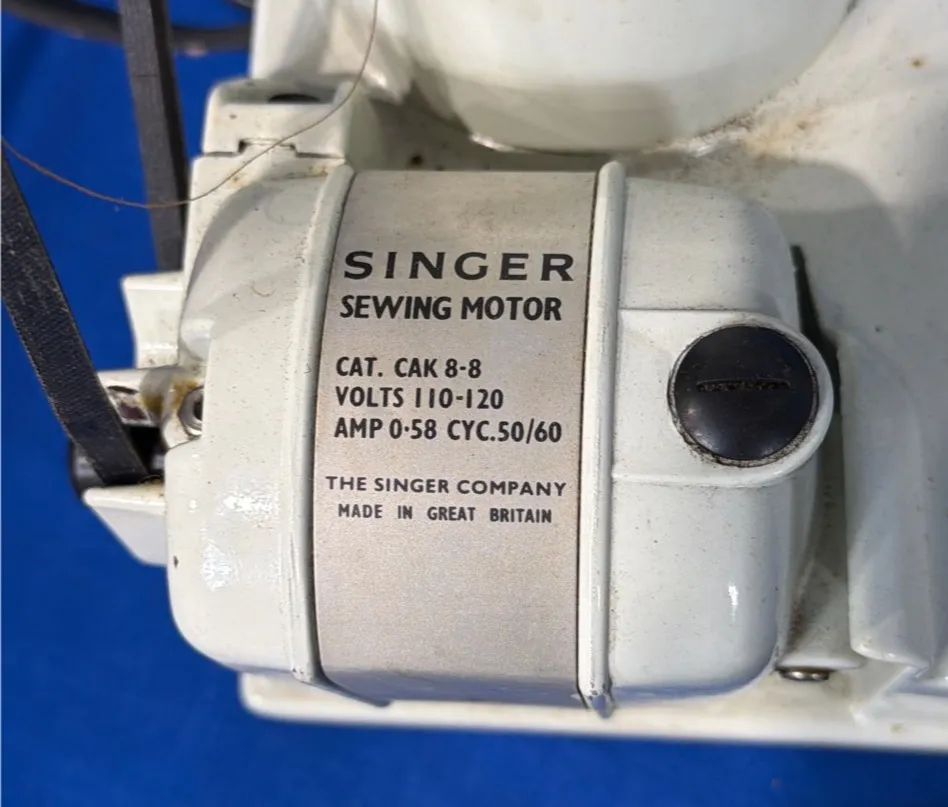 SINGER
SEWING MOTOR
CAT. CAK 8-8
VOLTS 110-120
AMP 0·58 CYC.50/60
THE SINGER COMPANY
MADE IN GREAT BRITAIN